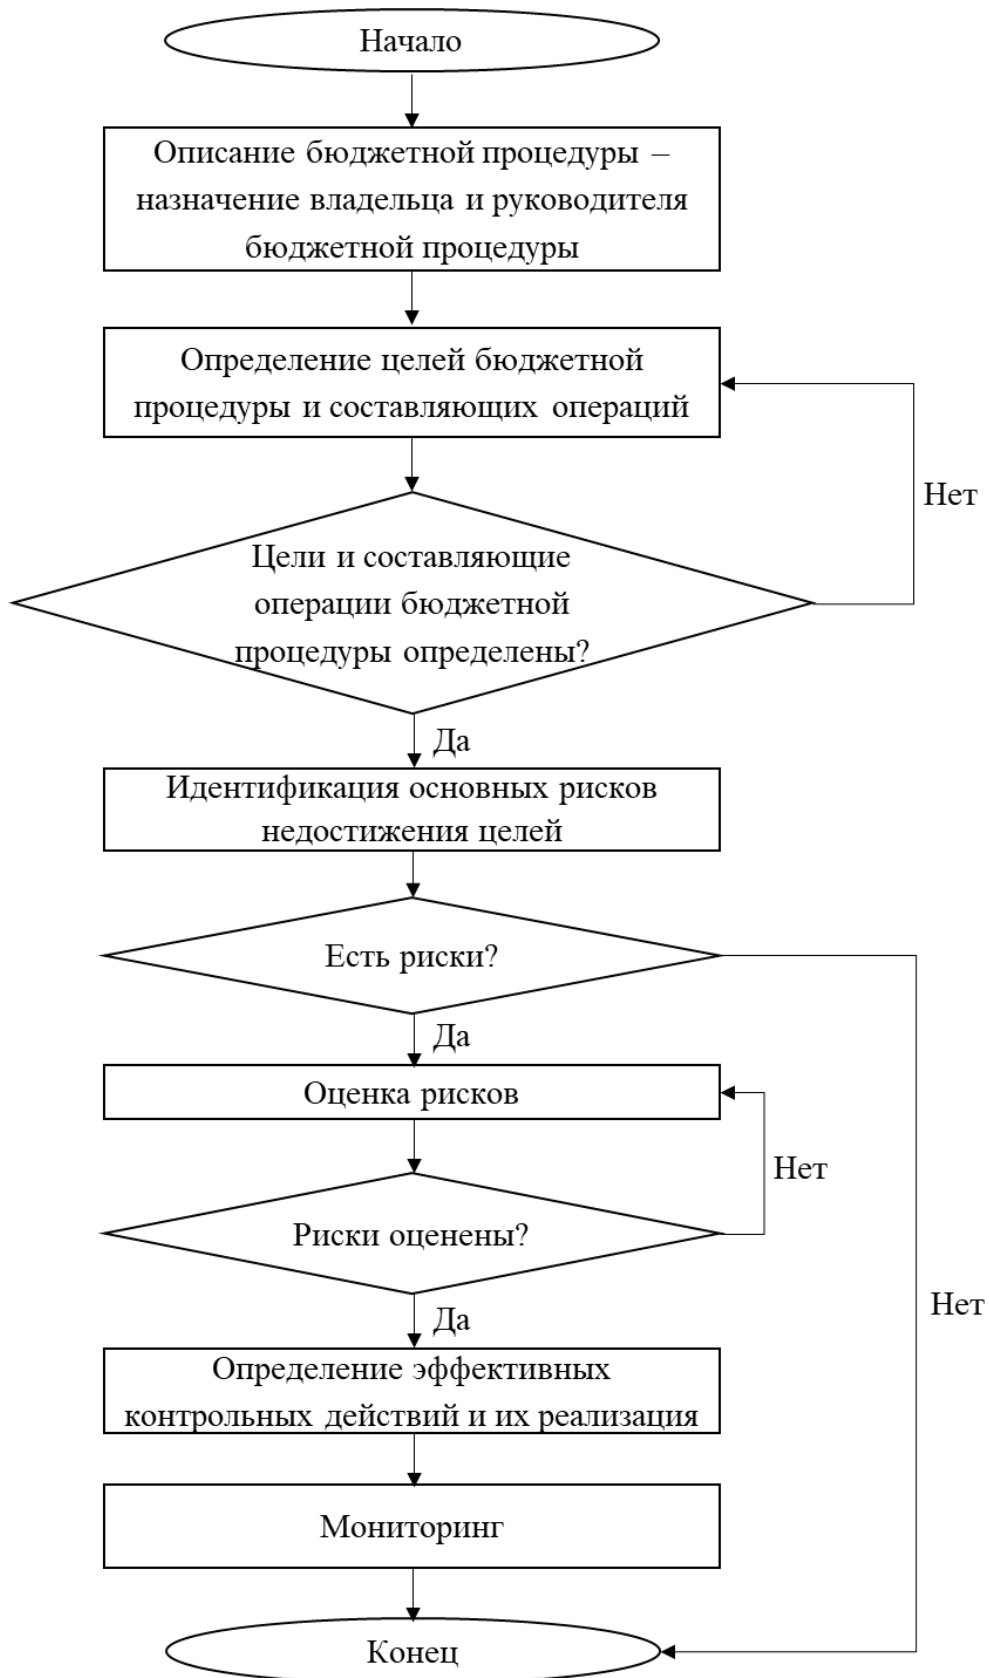 Начало
Описание бюджетной процедуры –
назначение владельца и руководителя
бюджетной процедуры
Определение целей бюджетной
процедуры и составляющих операций
Нет
Цели и составляющие
операции бюджетной
процедуры определены?
Да
Идентификация основных рисков
недостижения целей
Есть риски?
Да
Оценка рисков
Нет
Риски оценены?
Нет
Да
Определение эффективных
контрольных действий и их реализация
Мониторинг
Конец